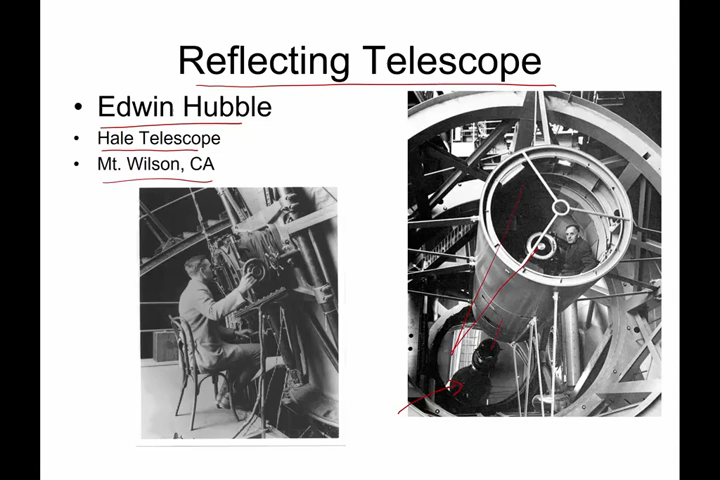 Reflecting Telescope
• Edwin Hubble
• Hale Telescope
• Mt. Wilson, CA